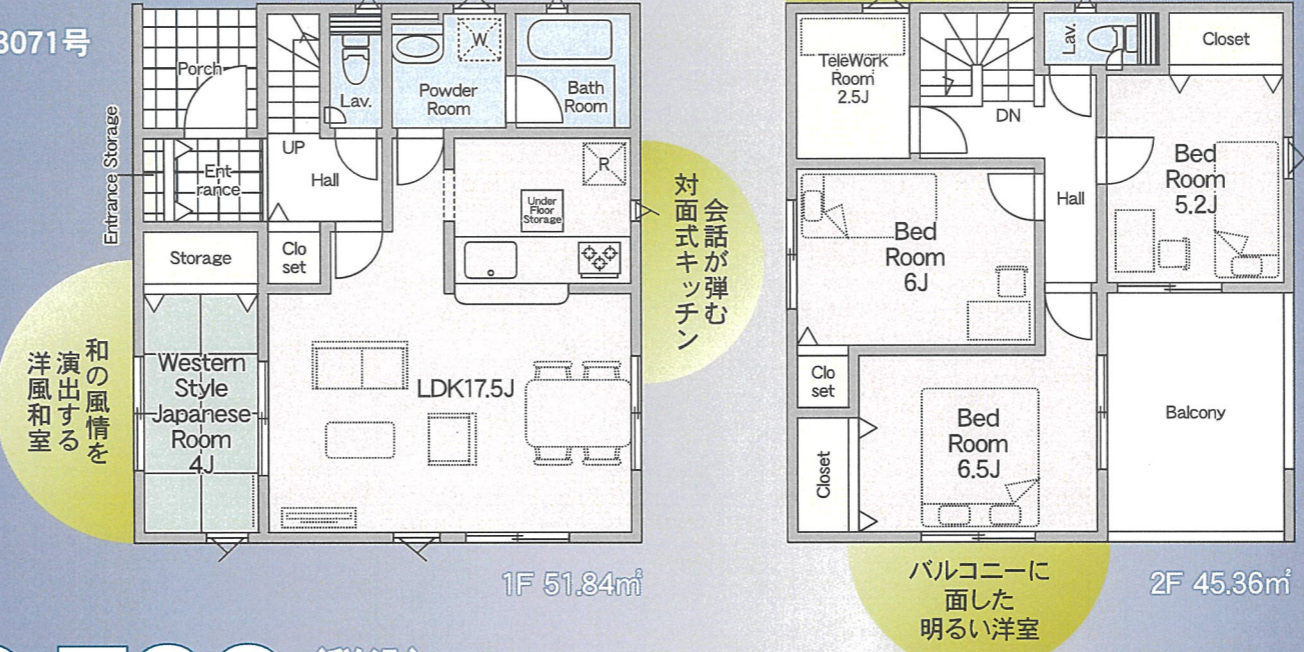 3071号
Porch
Entrance Storage
Ent
rance
UP
Hall
Lav.
W
Powder
Room
Bath
Room
R
Under
Floor
Storage
Storage
Clo
set
Western
Style
Japanese
Room
4J
LDK17.5J
和の風情を
演出する
洋風和室
会話が弾む
対面式キッチン
1F 51.84㎡
TeleWork
Room
2.5J
DN
Lav.
Closet
Bed
Room
5.2J
Hall
Bed
Room
6J
Clo
set
Closet
Bed
Room
6.5J
Balcony
バルコニーに
面した
明るい洋室
2F 45.36㎡